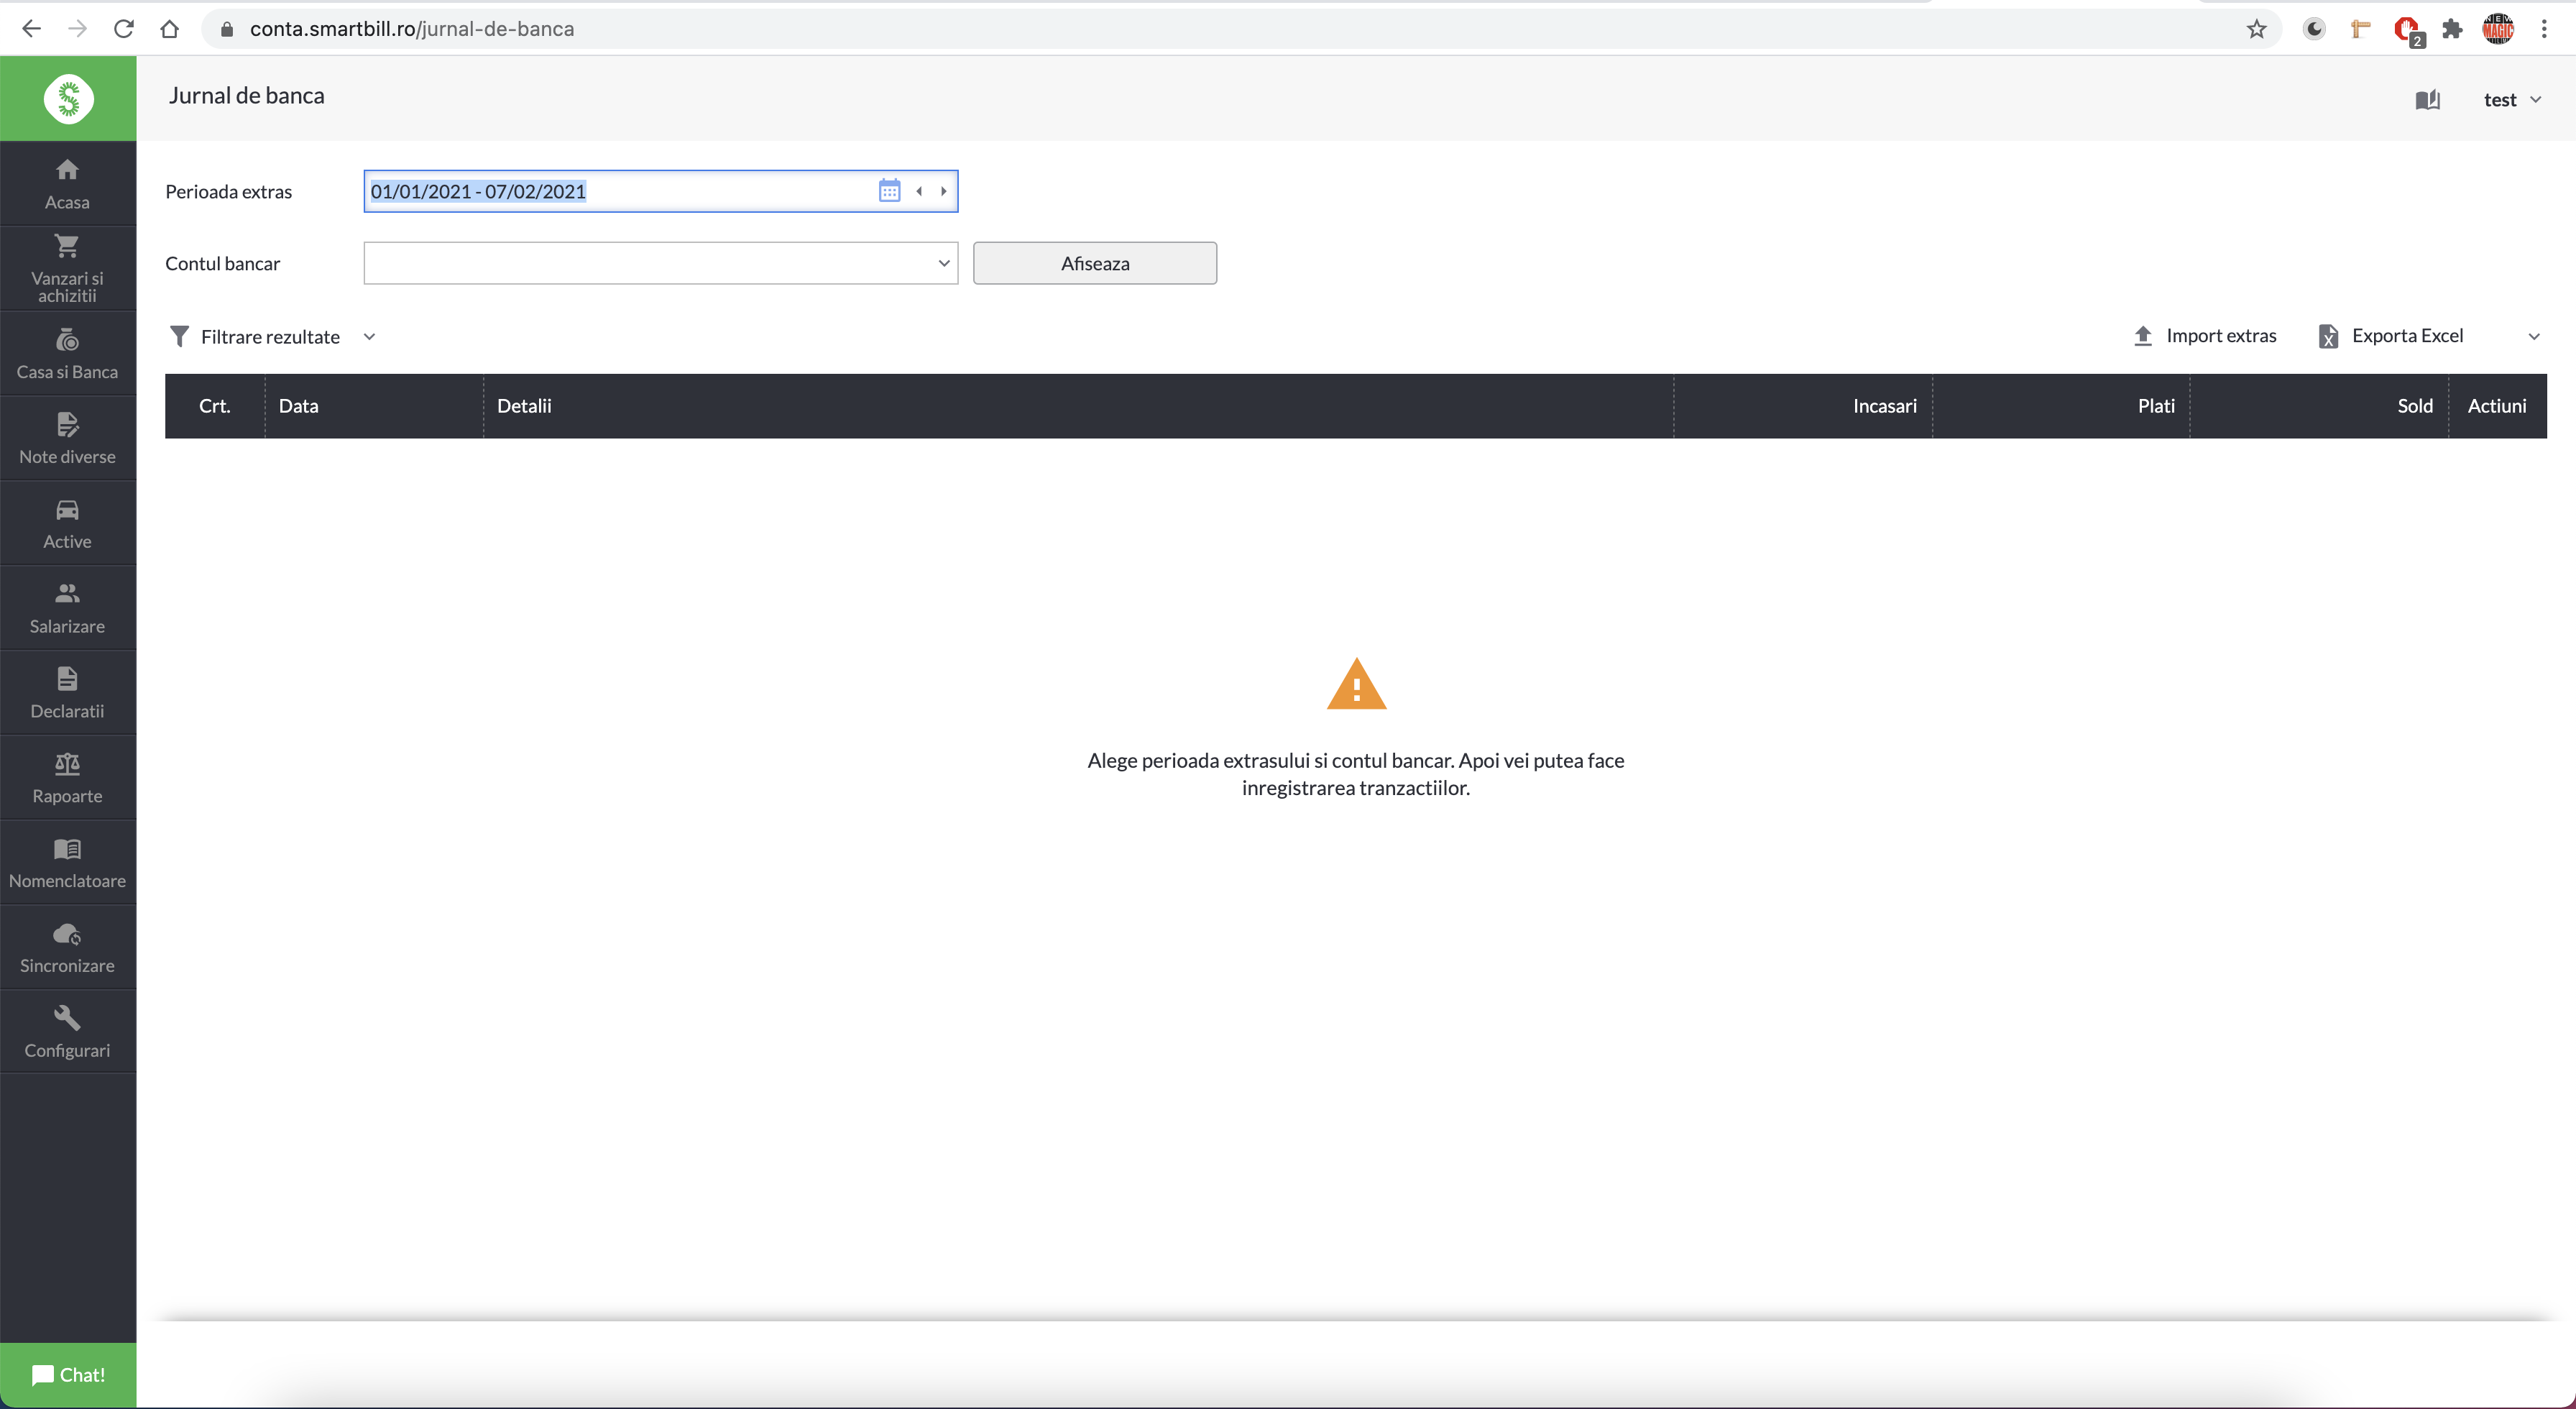 conta.smartbill.ro/jurnal-de-banca
2
NEW
MAGIC
Jurnal de banca
test
Perioada extras
01/01/2021 - 07/02/2021
Contul bancar
Afiseaza
Filtrare rezultate
Import extras
Exporta Excel
Crt. Data Detalii Incasari Plati Sold Actiuni
Alege perioada extrasului si contul bancar. Apoi vei putea face
inregistrarea tranzactiilor.
Acasa
Vanzari si
achizitii
Casa si Banca
Note diverse
Active
Salarizare
Declaratii
Rapoarte
Nomenclatoare
Sincronizare
Configurari
Chat!